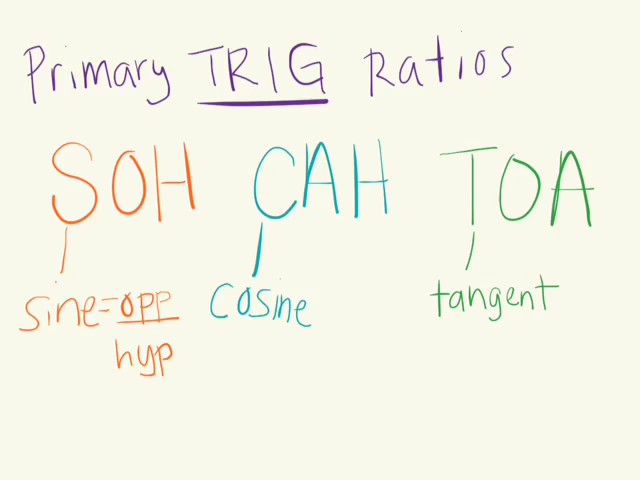 Primary TRIG Ratios
SOH CAH TOA
sine = opp cosine tangent
hyp